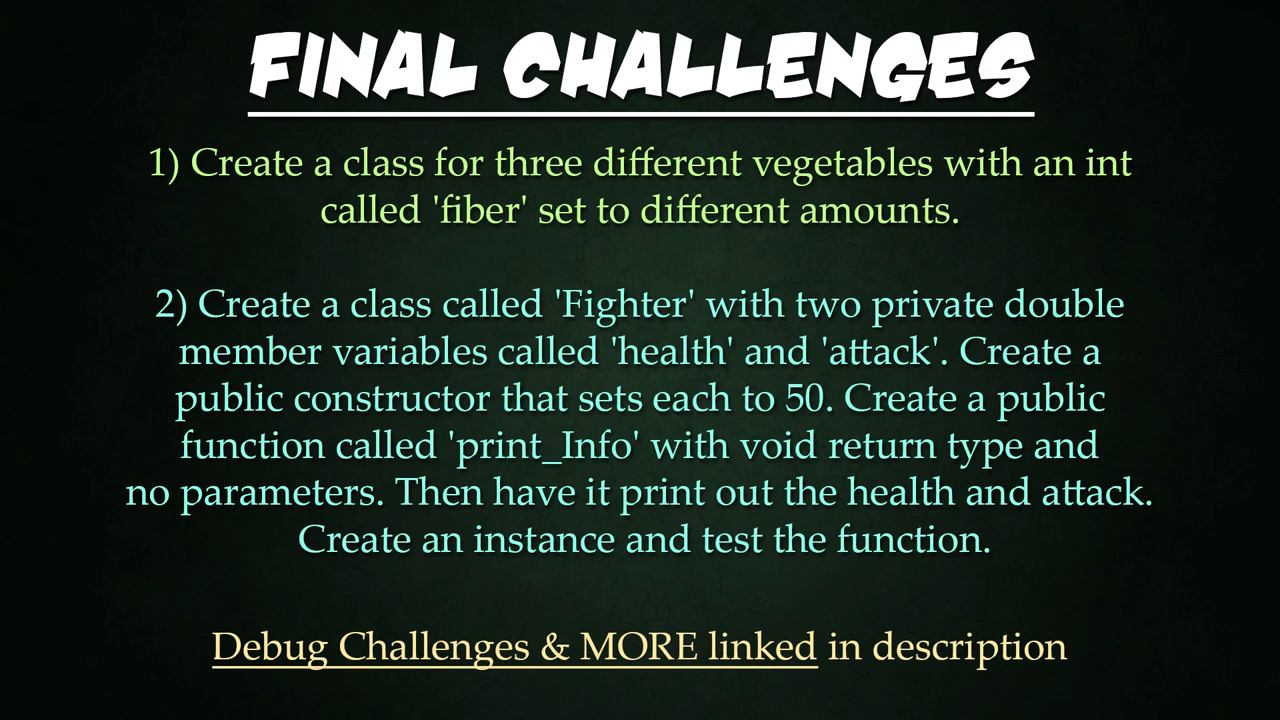 FINAL CHALLENGES
1) Create a class for three different vegetables with an int
called 'fiber' set to different amounts.
2) Create a class called 'Fighter' with two private double
member variables called 'health' and 'attack'. Create a
public constructor that sets each to 50. Create a public
function called 'print_Info' with void return type and
no parameters. Then have it print out the health and attack.
Create an instance and test the function.
Debug Challenges & MORE linked in description